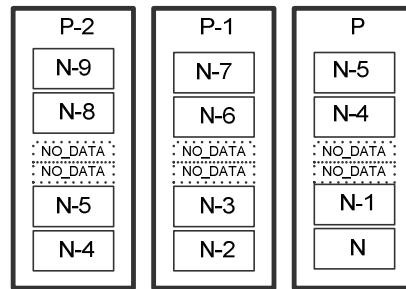 P-2
N-9
N-8
NO_DATA
NO_DATA
N-5
N-4
P-1
N-7
N-6
NO_DATA
NO_DATA
N-3
N-2
P
N-5
N-4
NO_DATA
NO_DATA
N-1
N